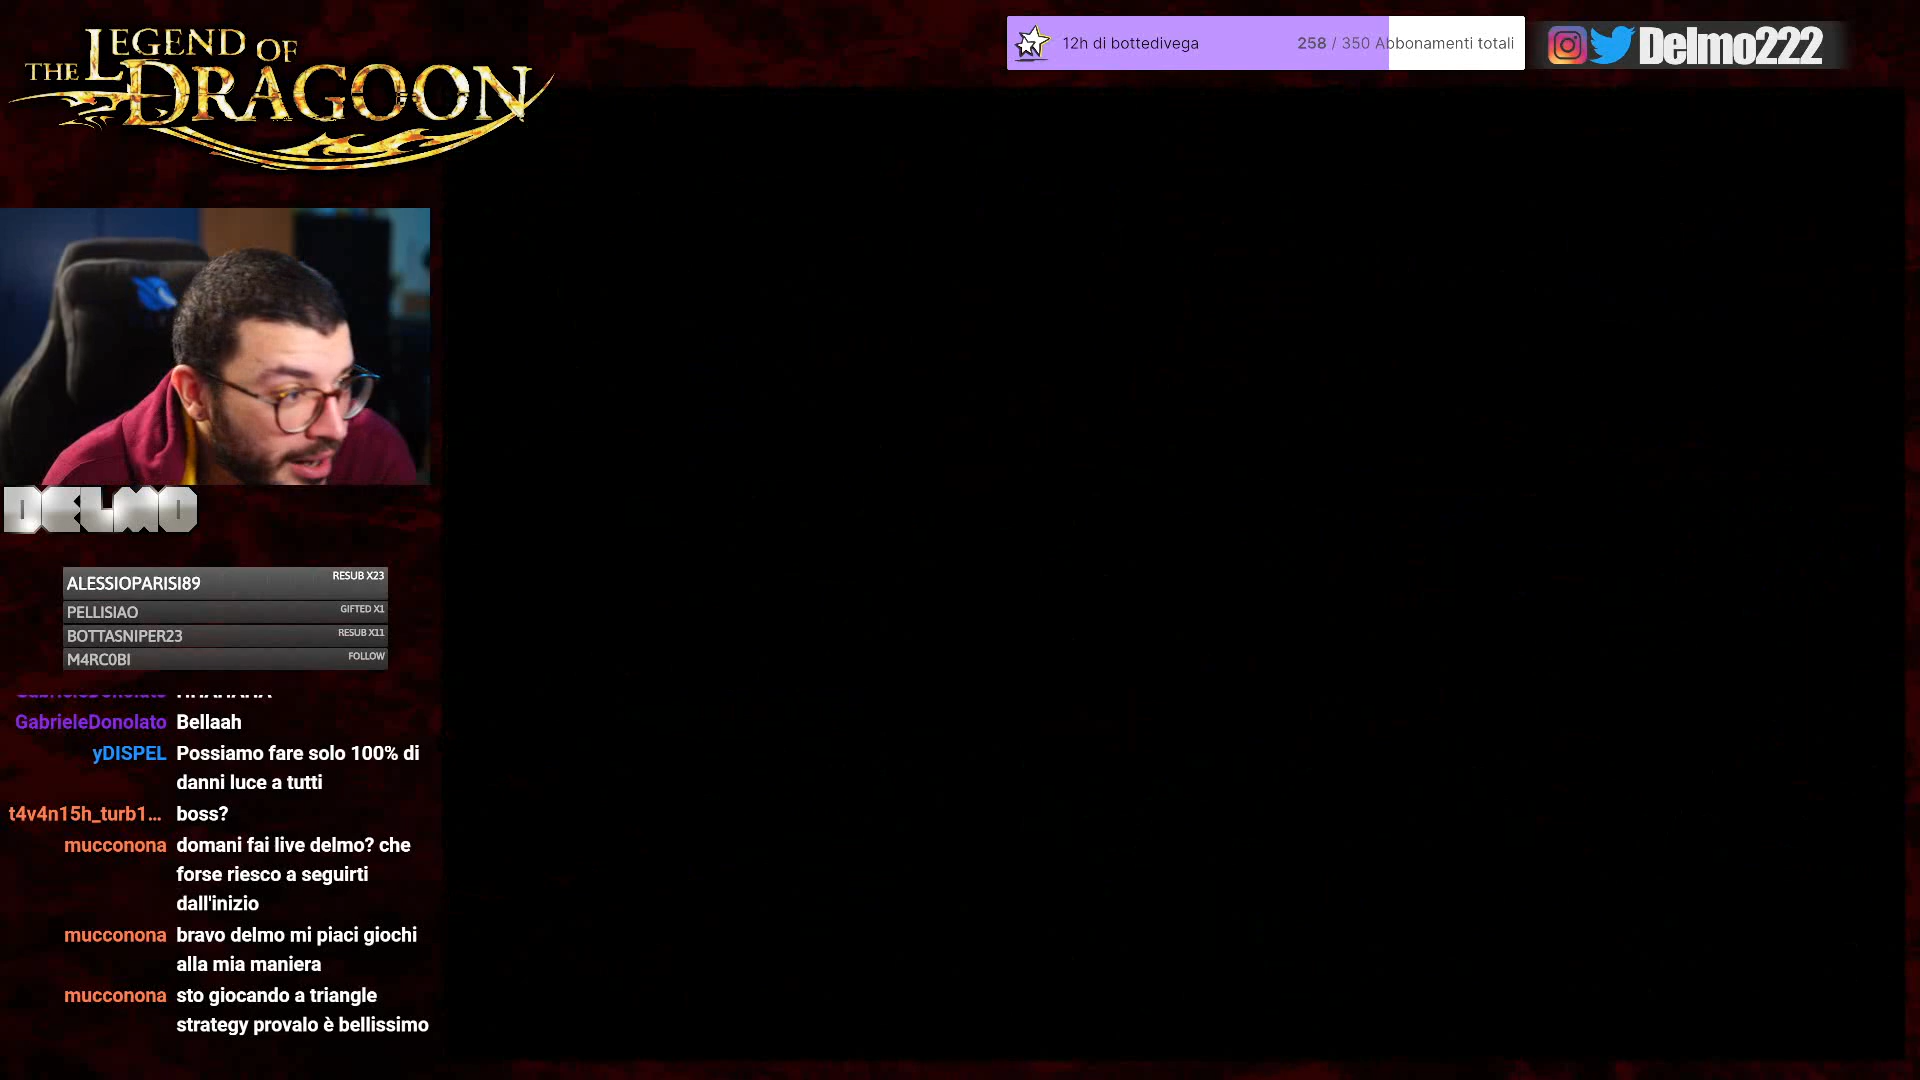 THE LEGEND OF
DRAGOON
12h di bottedivega
258 / 350 Abbonamenti totali
Delmo222
DELMO
ALESSIOPARISI89 RESUB X23
PELLISIAO GIFTED X1
BOTTASNIPER23 RESUB X11
M4RC0BI FOLLOW
GabrieleDonolato Bellaah
yDISPEL Possiamo fare solo 100% di
danni luce a tutti
t4v4n15h_turb1... boss?
mucconona domani fai live delmo? che
forse riesco a seguirti
dall'inizio
mucconona bravo delmo mi piaci giochi
alla mia maniera
mucconona sto giocando a triangle
strategy provalo è bellissimo